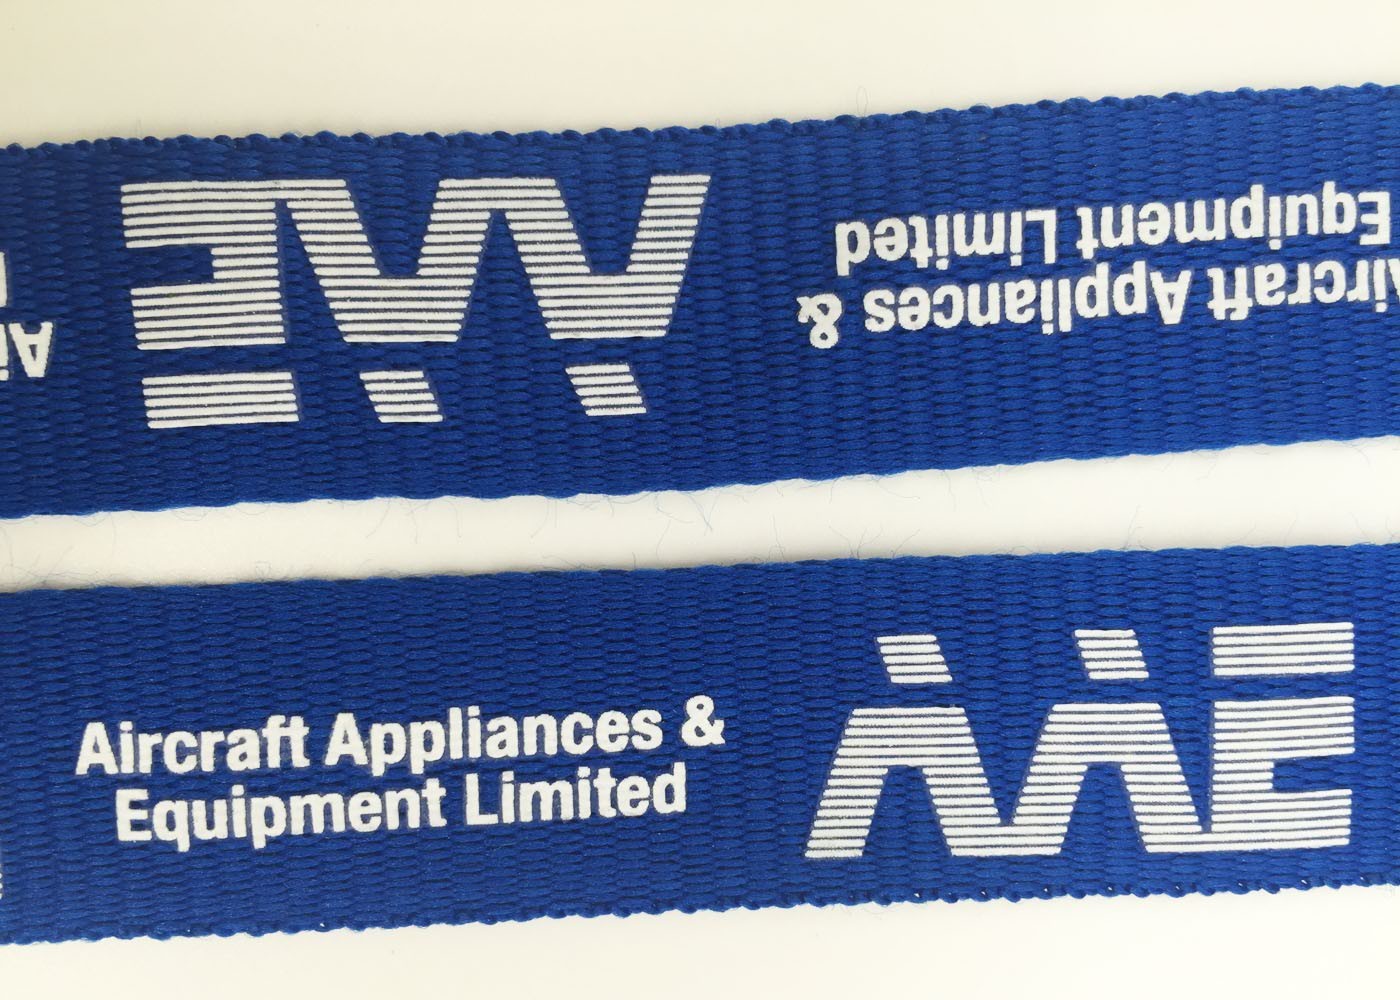 Aircraft Appliances &
Equipment Limited
AAE
Aircraft Appliances &
Equipment Limited
AAE